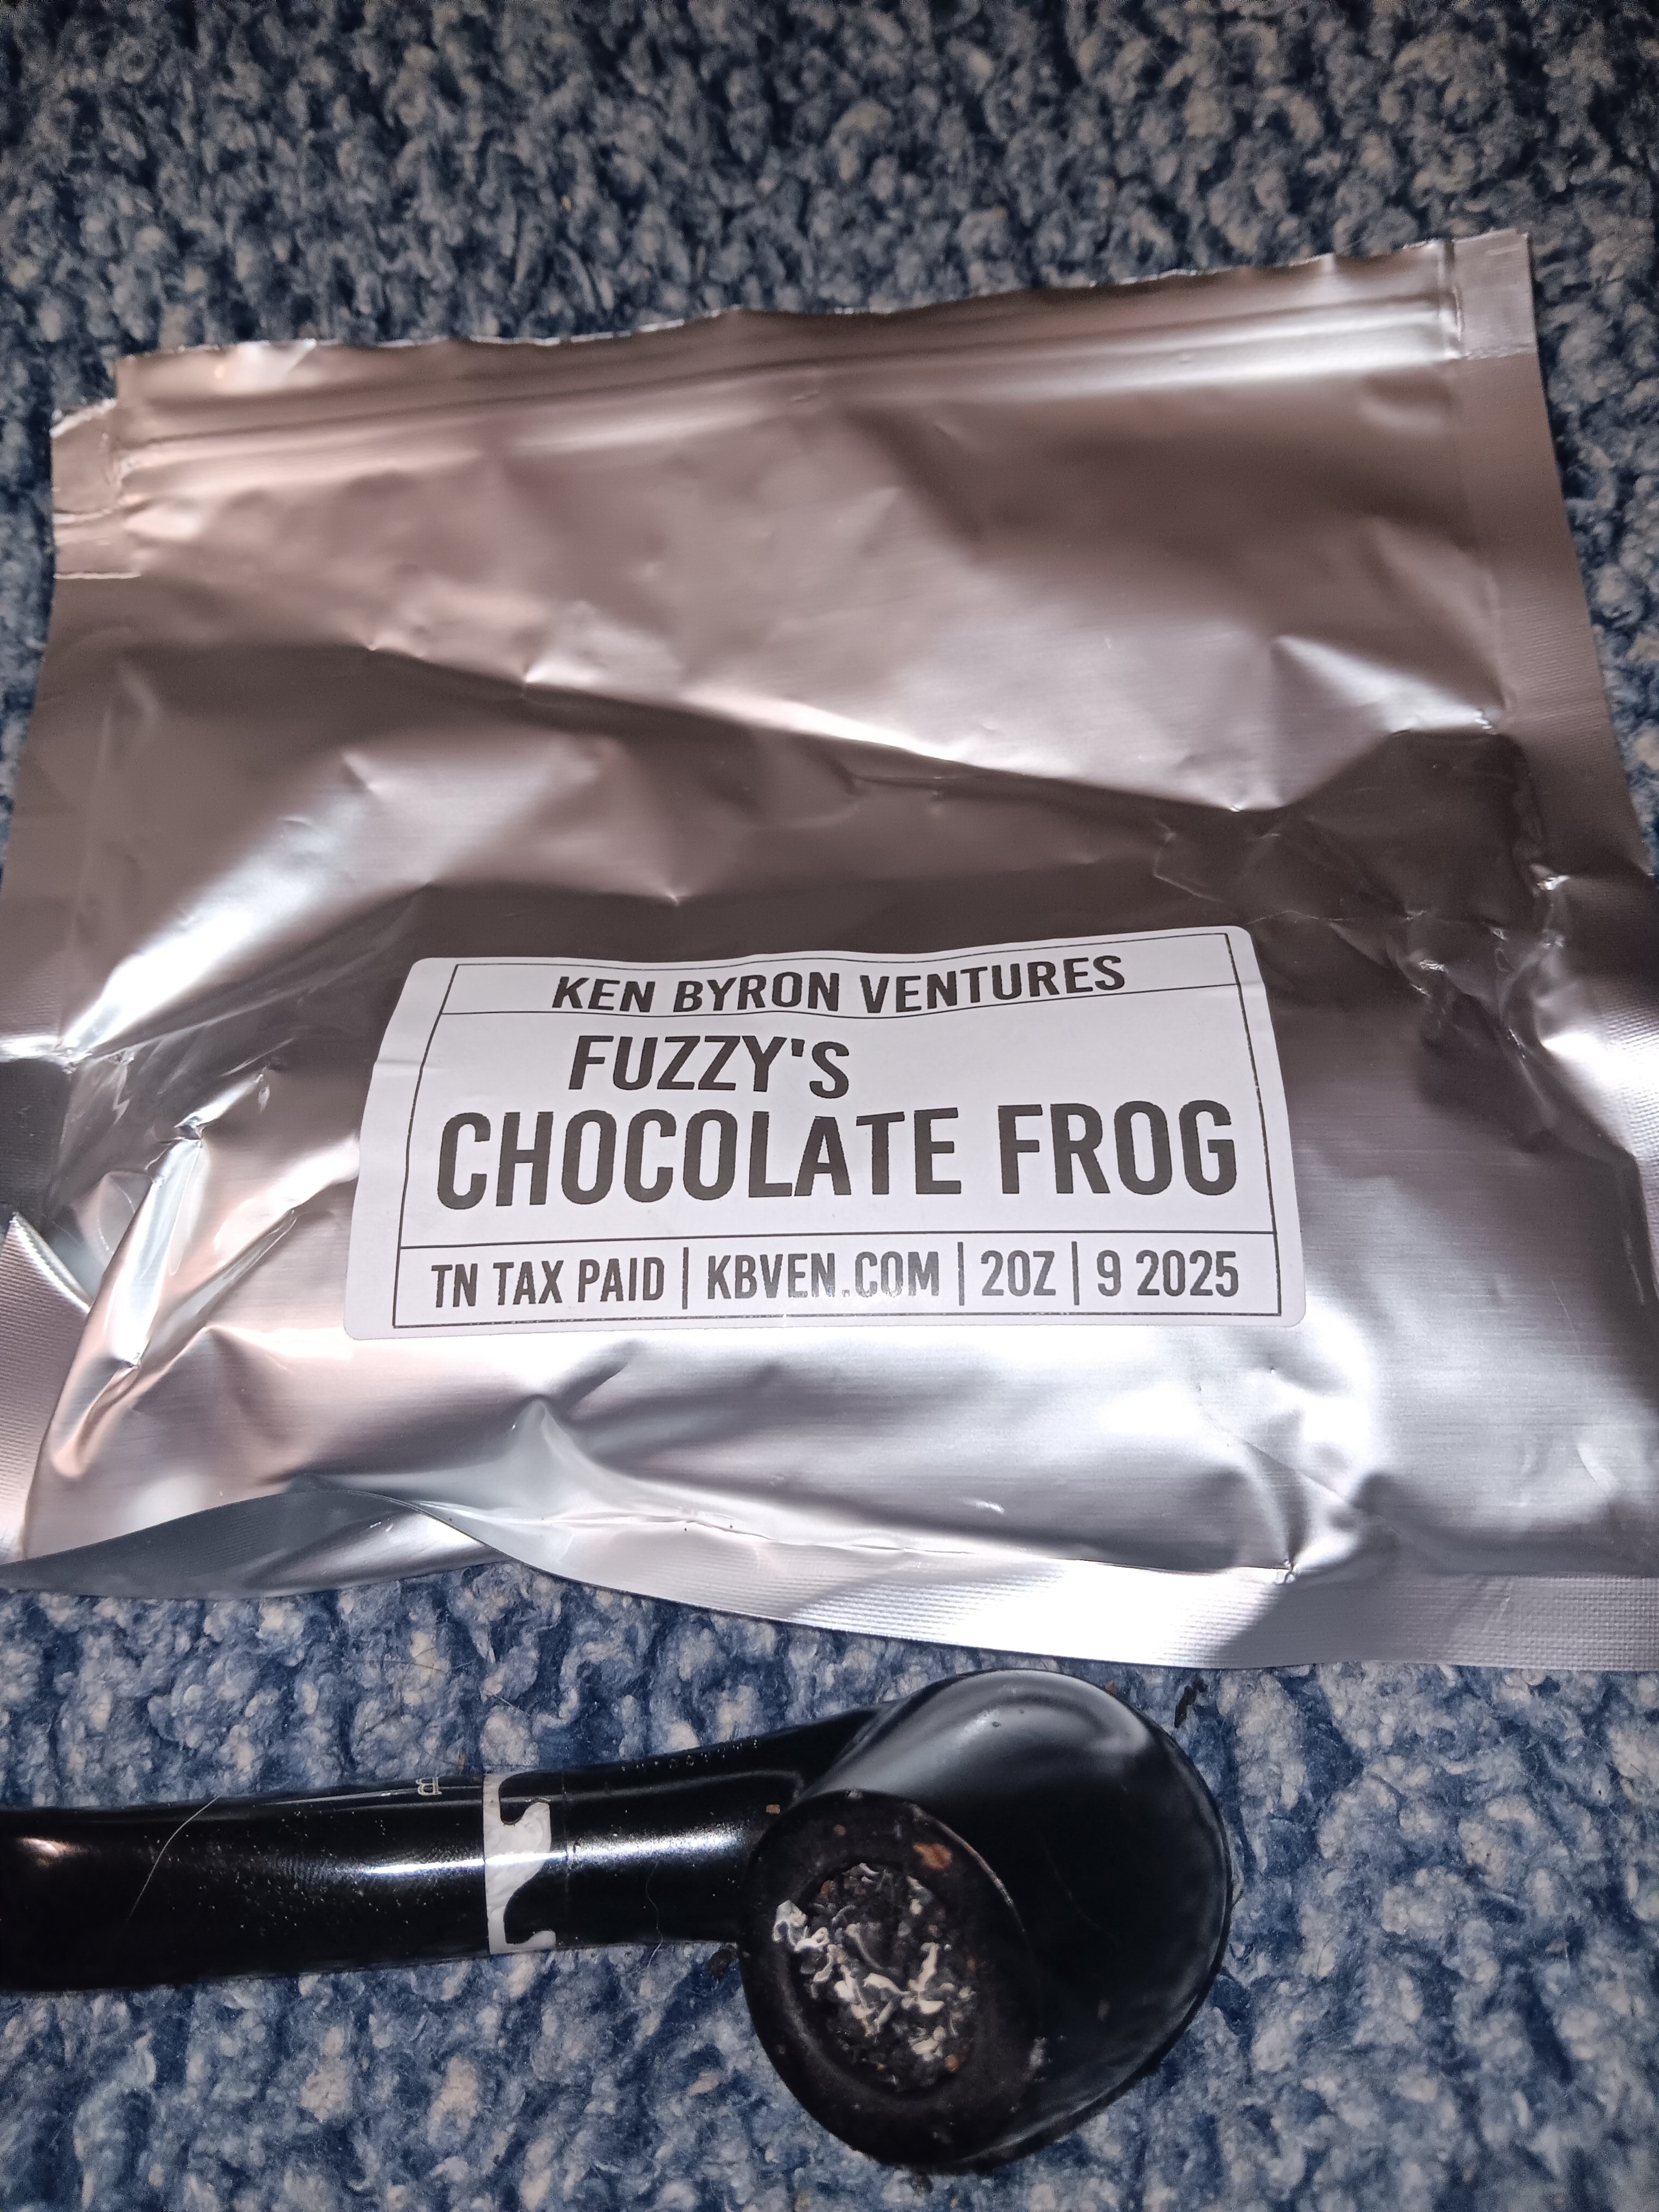 KEN BYRON VENTURES
FUZZY'S
CHOCOLATE FROG
TN TAX PAID | KBVEN.COM | 2OZ | 9 2025